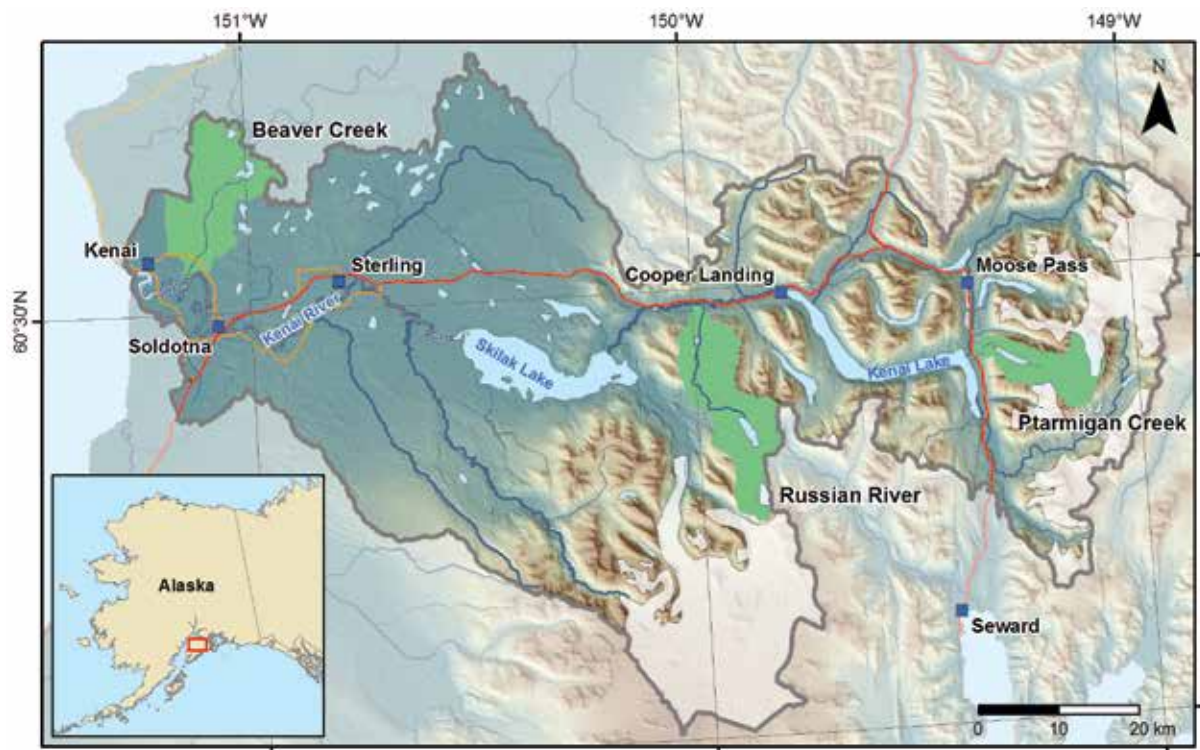 151°W
150°W
149°W
N
Beaver Creek
Kenai
Sterling
Cooper Landing
Moose Pass
60°30'N
Kenai River
Soldotna
Skilak Lake
Kenai Lake
Ptarmigan Creek
Russian River
Alaska
Seward
0 10 20 km